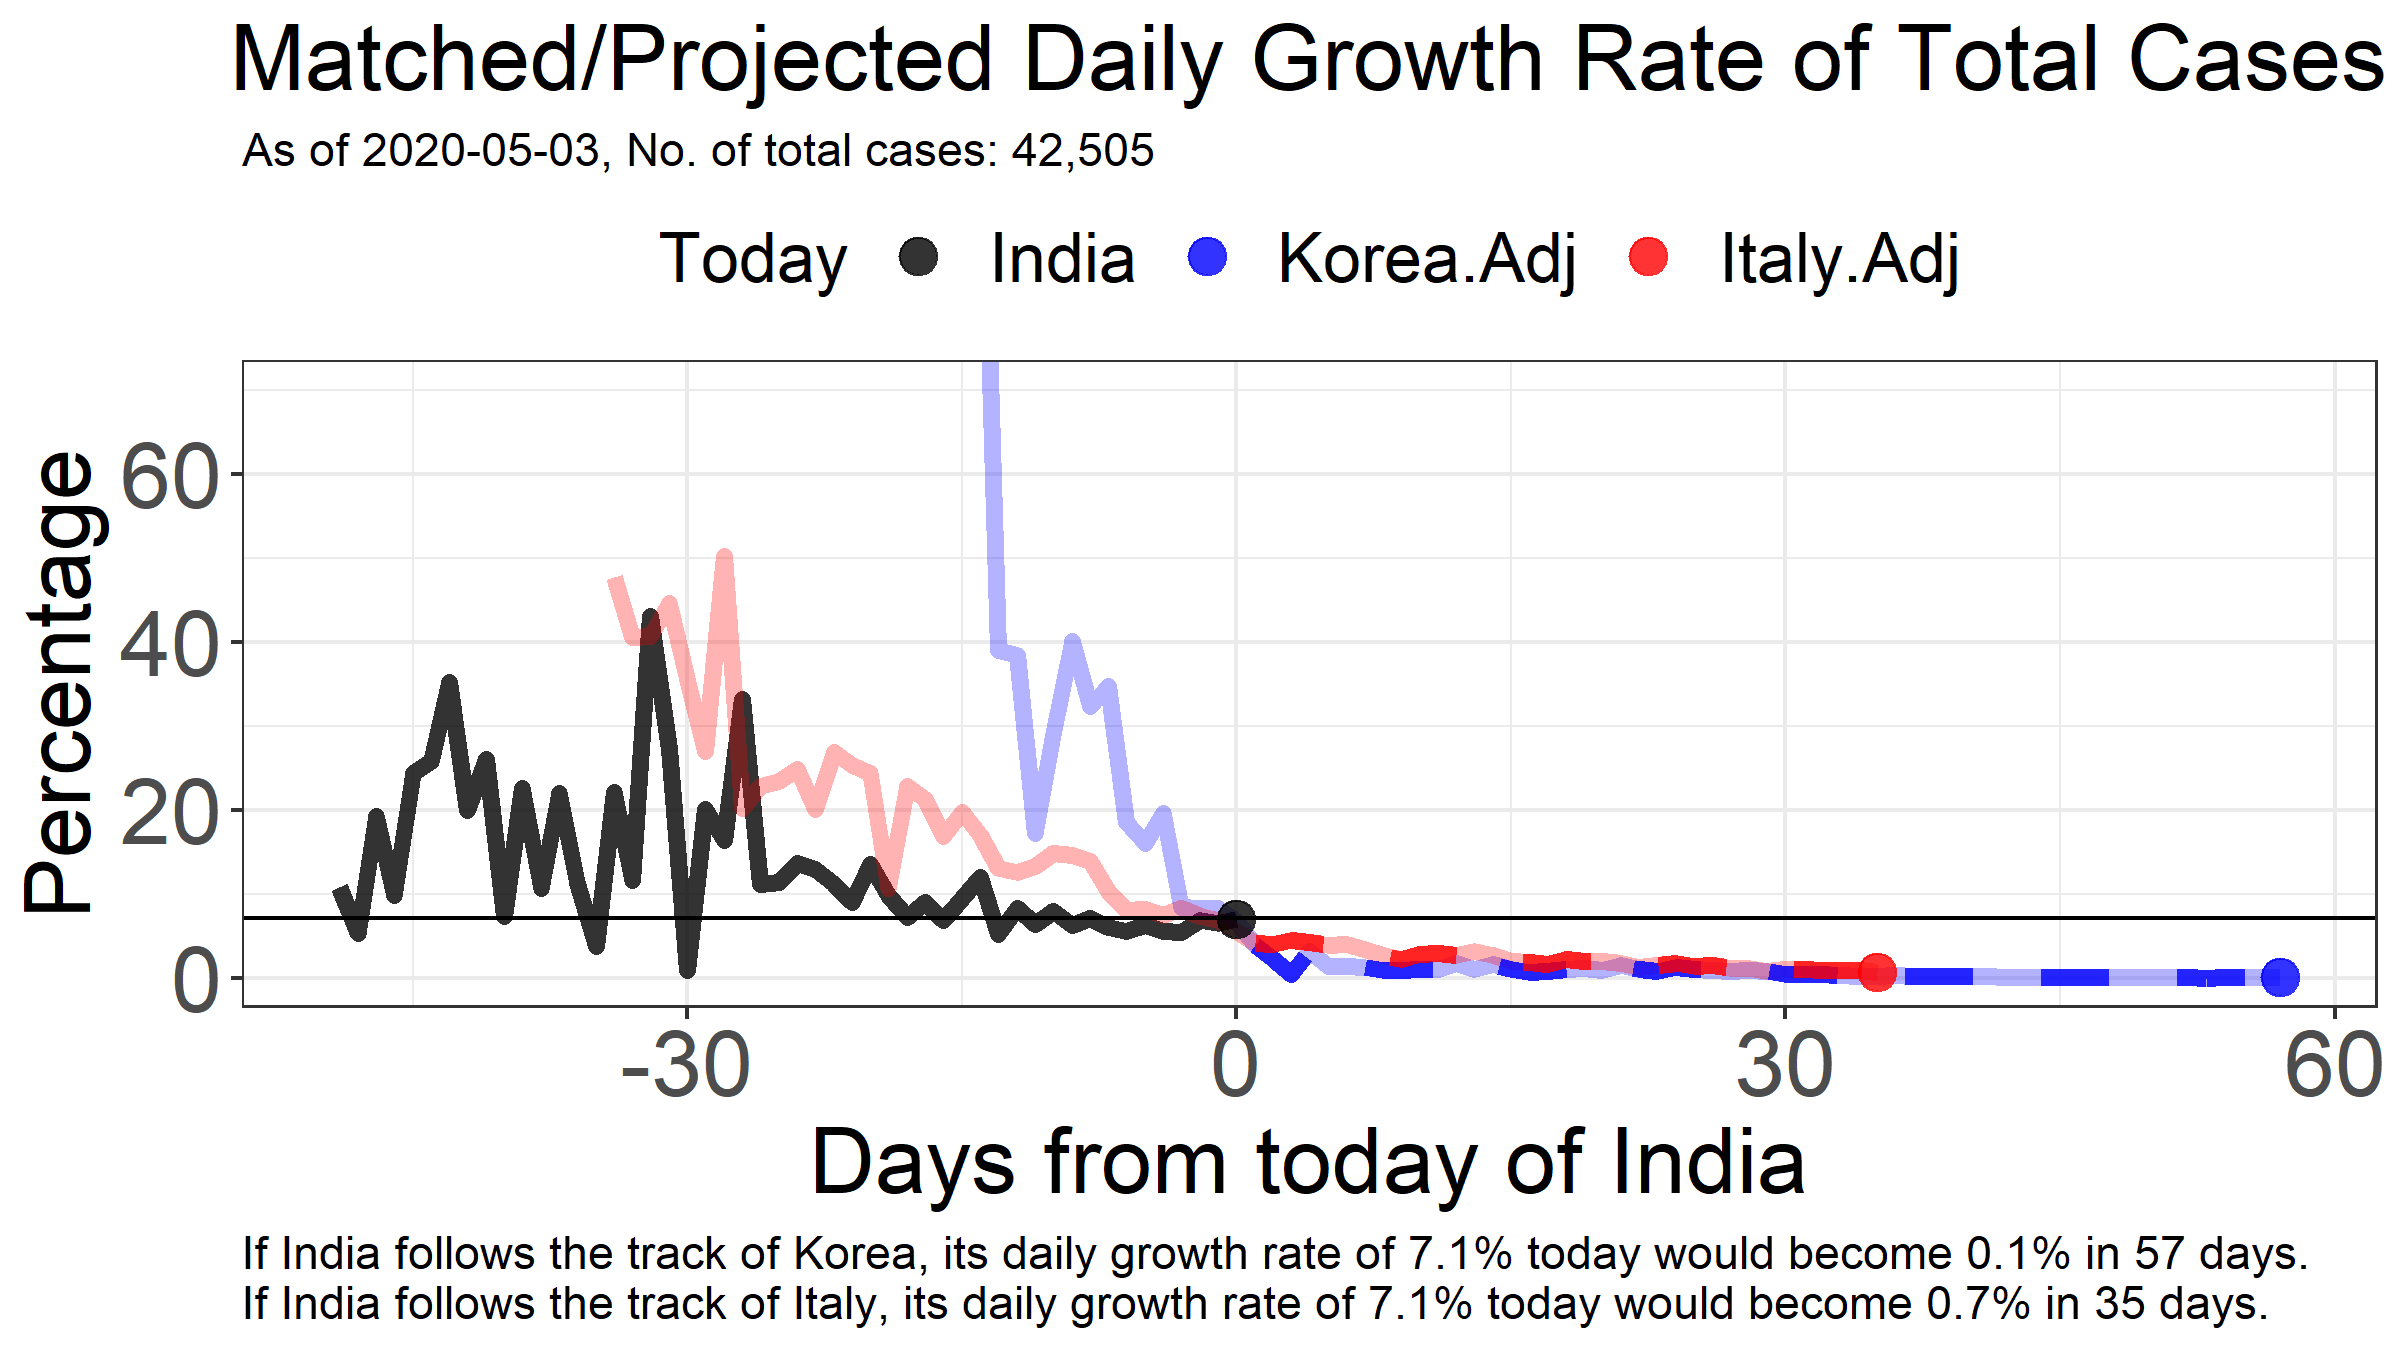 Matched/Projected Daily Growth Rate of Total Cases
As of 2020-05-03, No. of total cases: 42,505
Today India Korea.Adj Italy.Adj
Percentage
60
40
20
0
-30 0 30 60
Days from today of India
If India follows the track of Korea, its daily growth rate of 7.1% today would become 0.1% in 57 days.
If India follows the track of Italy, its daily growth rate of 7.1% today would become 0.7% in 35 days.